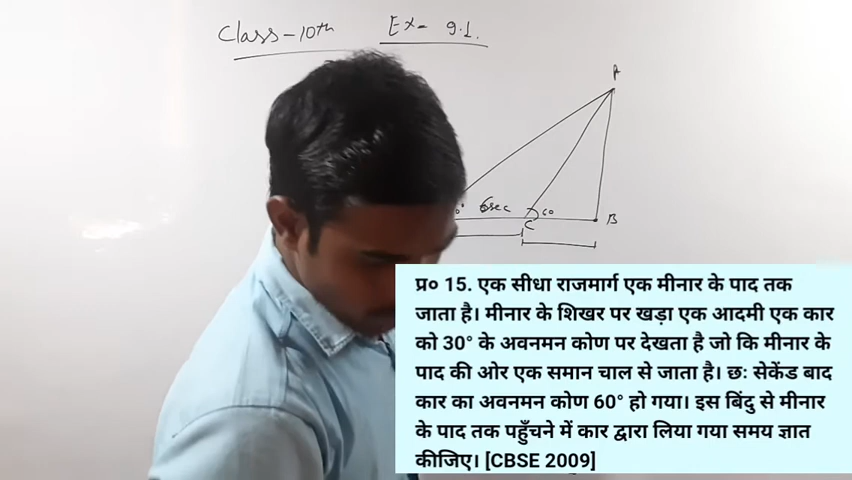 Class-10th Ex- 9.1.
A
6sec
60
C
B
प्र० 15. एक सीधा राजमार्ग एक मीनार के पाद तक
जाता है। मीनार के शिखर पर खड़ा एक आदमी एक कार
को 30° के अवनमन कोण पर देखता है जो कि मीनार के
पाद की ओर एक समान चाल से जाता है। छः सेकेंड बाद
कार का अवनमन कोण 60° हो गया। इस बिंदु से मीनार
के पाद तक पहुँचने में कार द्वारा लिया गया समय ज्ञात
कीजिए। [CBSE 2009]